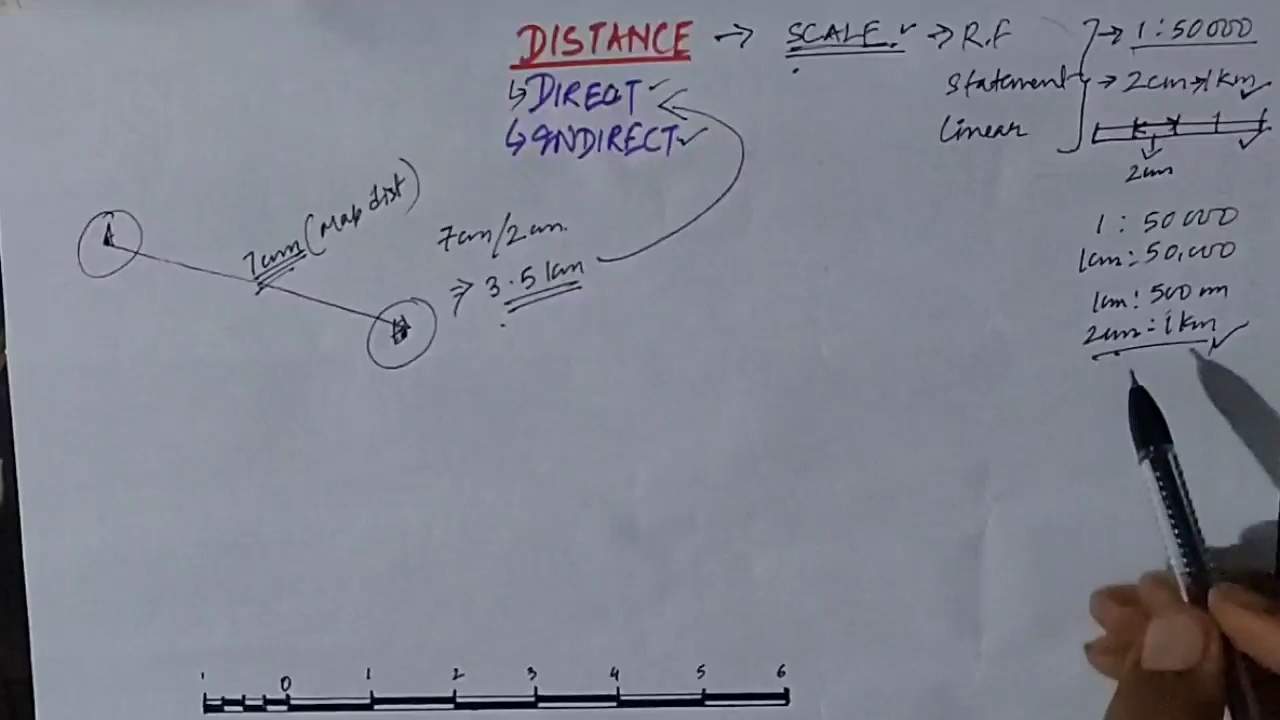 DISTANCE → SCALE → R.F → 1:50000
↳ DIRECT
Statement → 2cm → 1km
↳ INDIRECT
Linear
2cm
A
7cm (Map dist)
B
7cm/2cm
⇒ 3.5 km
1 : 50000
1cm = 50,000
1cm : 500 m
2cm = 1km
1 0 1 2 3 4 5 6